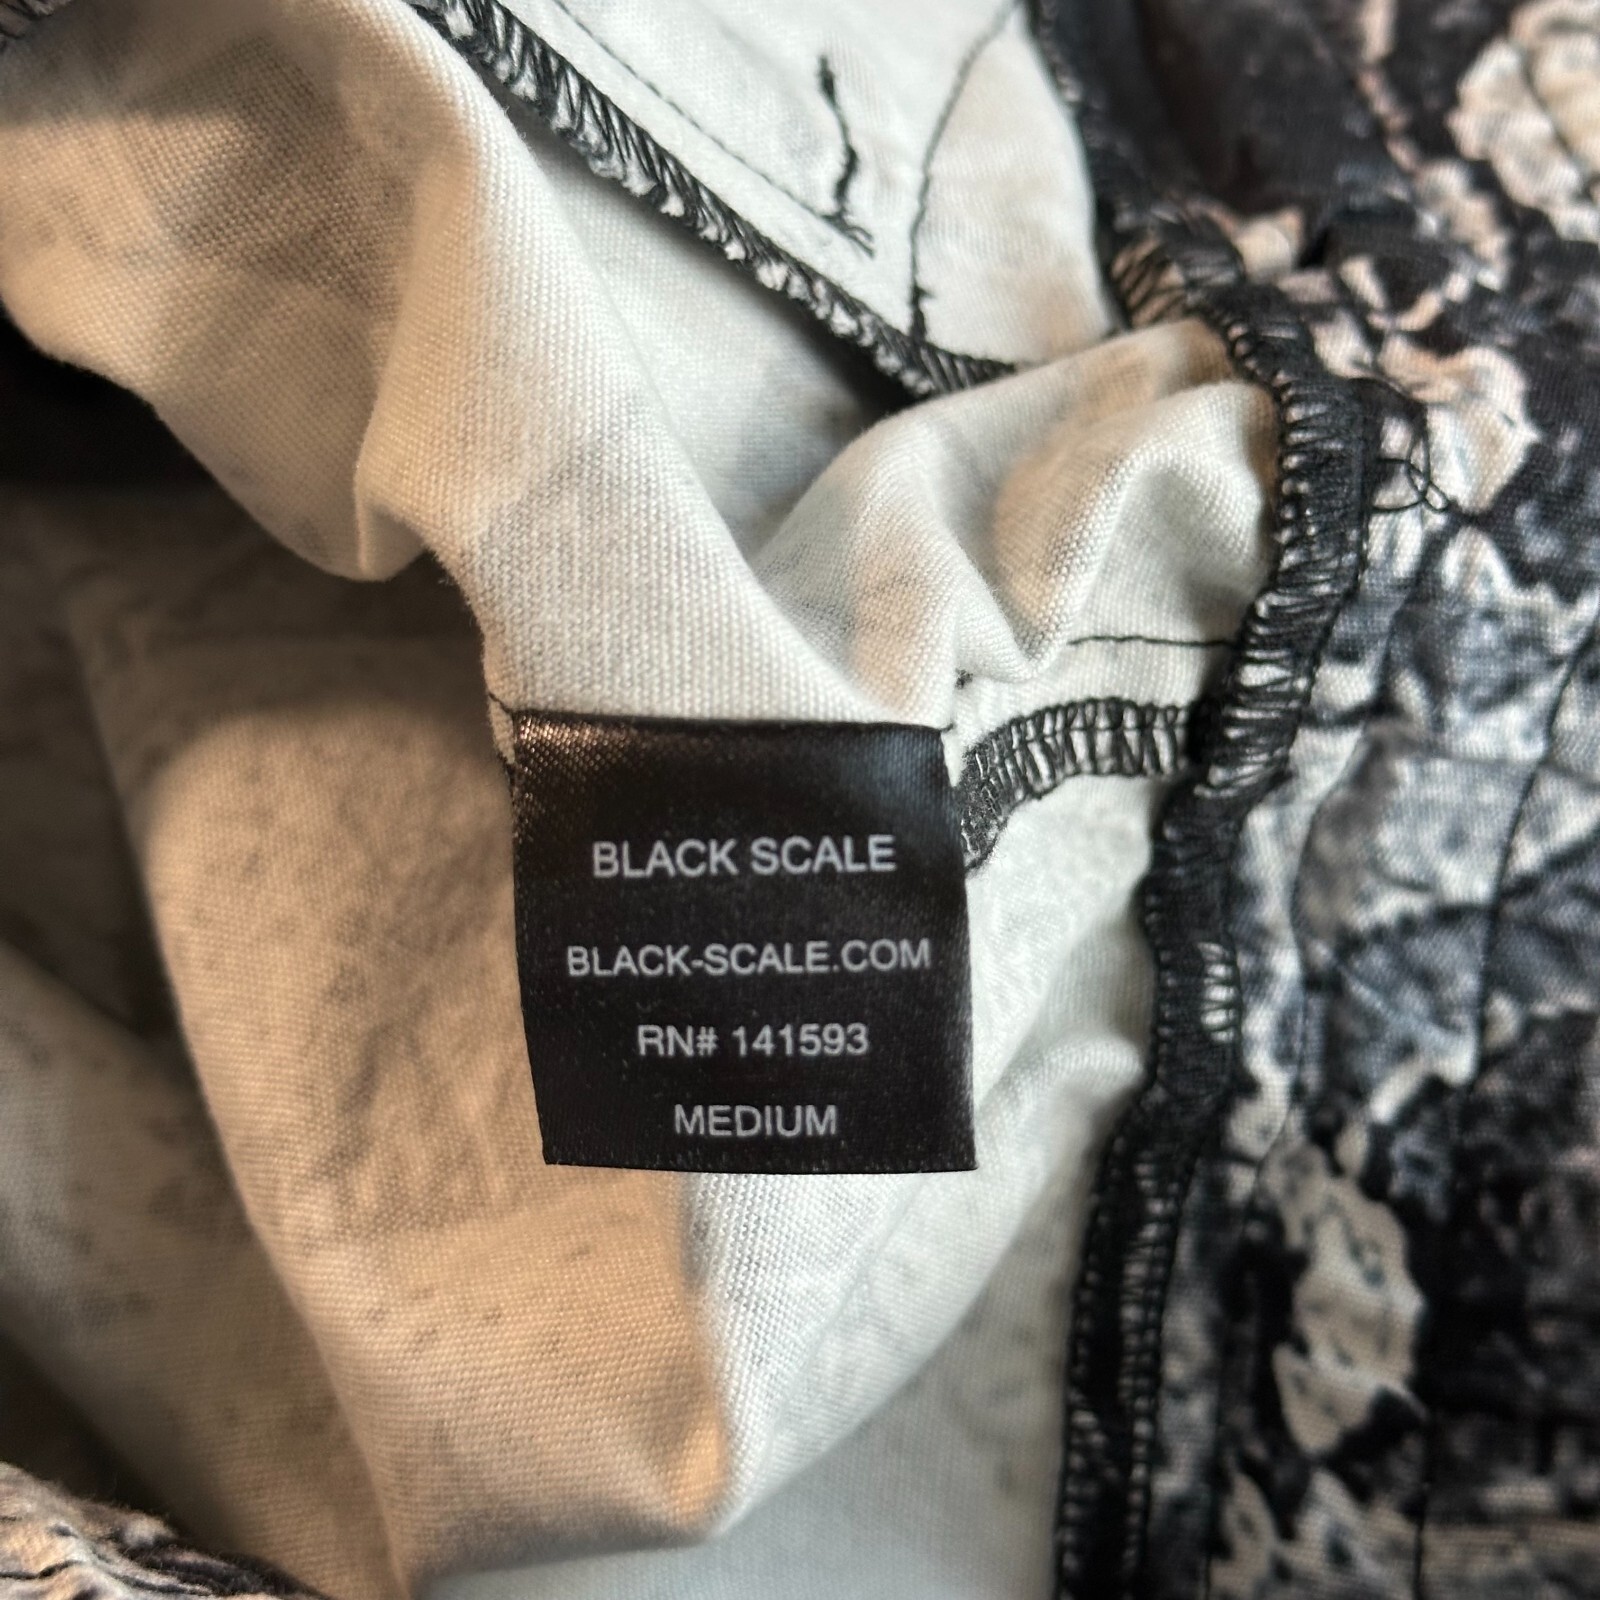 BLACK SCALE
BLACK-SCALE.COM
RN# 141593
MEDIUM